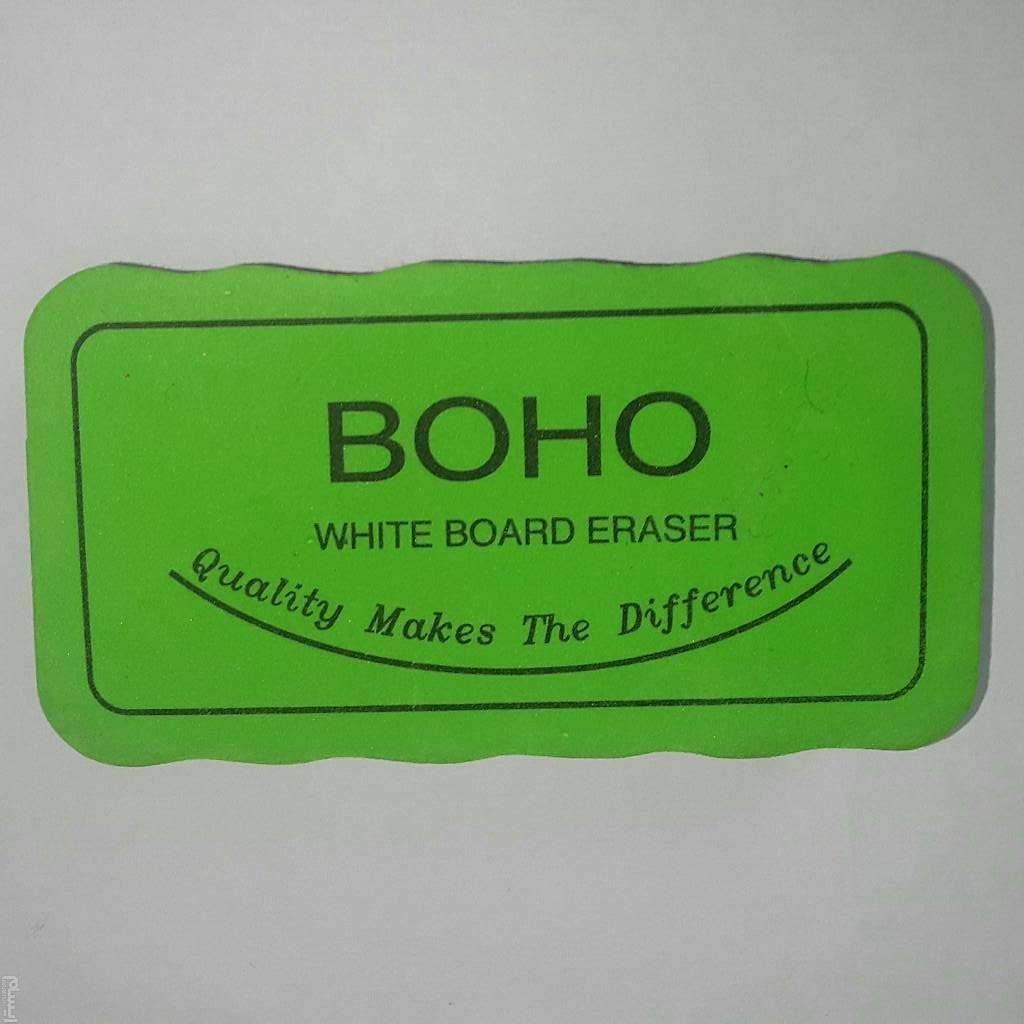 BOHO
WHITE BOARD ERASER
Quality Makes The Difference